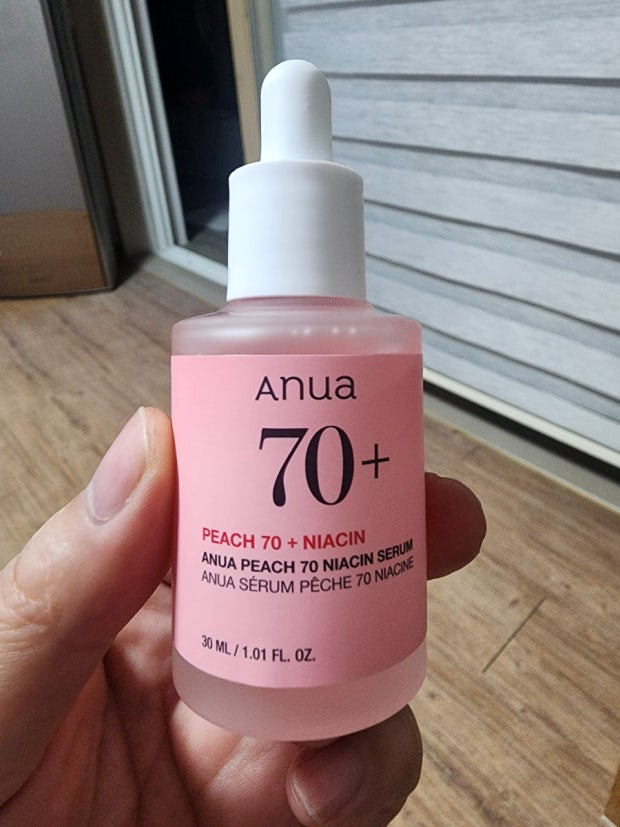 Anua
70+
PEACH 70 + NIACIN
ANUA PEACH 70 NIACIN SERUM
ANUA SÉRUM PÊCHE 70 NIACINE
30 ML / 1.01 FL. OZ.